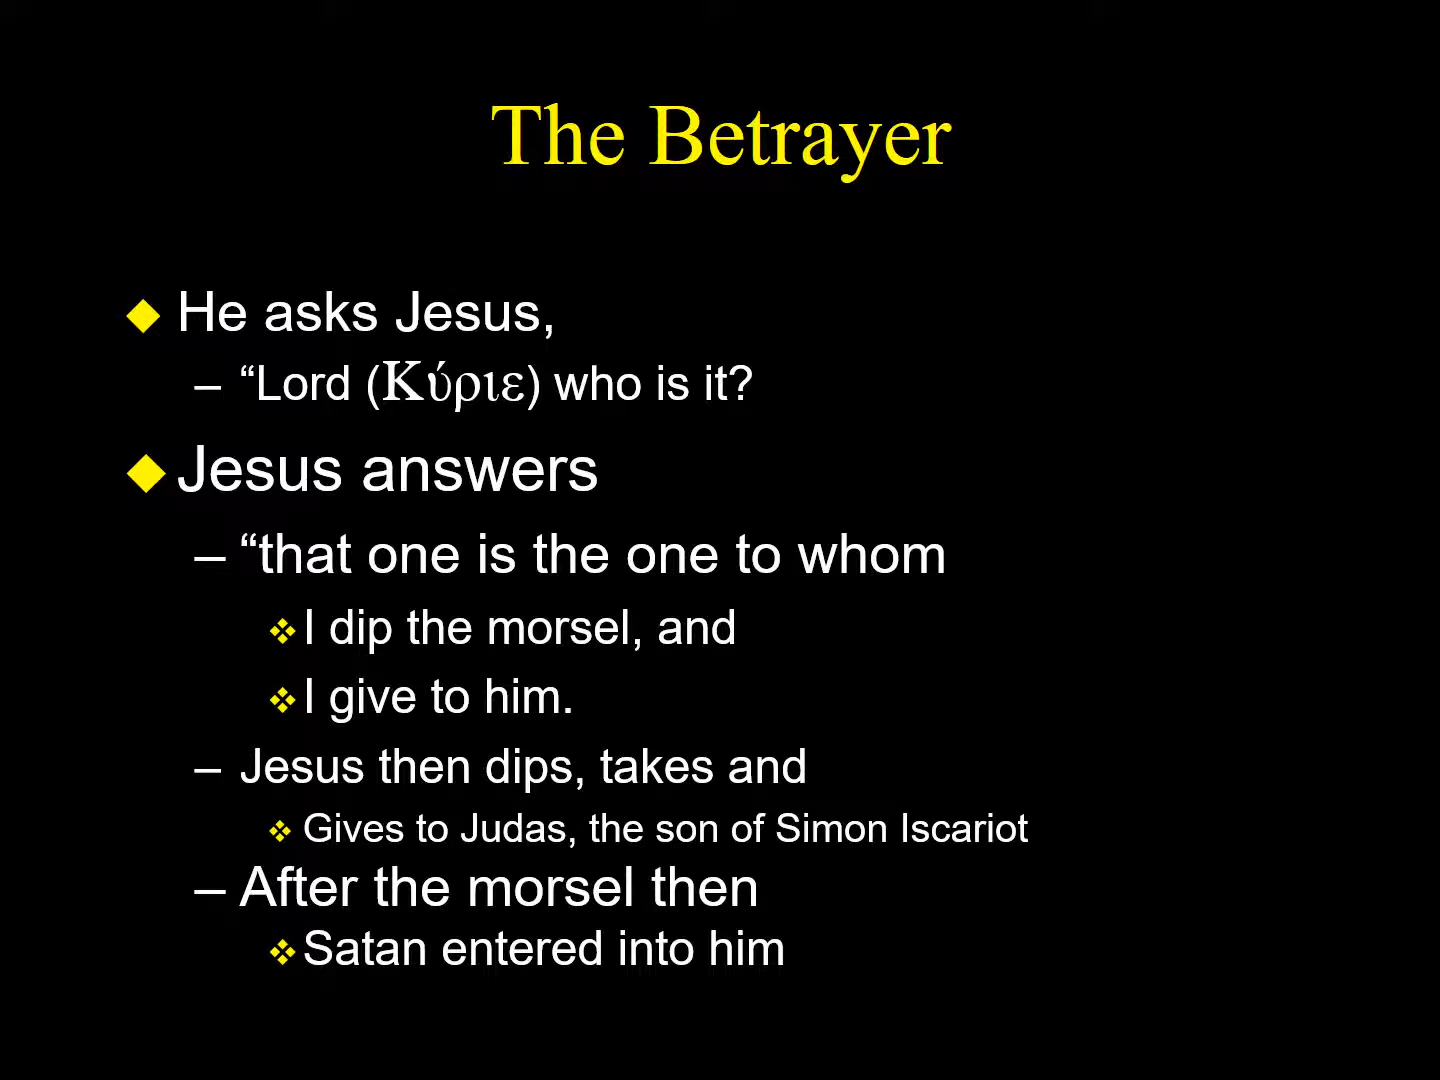 The Betrayer
He asks Jesus,
– “Lord (Κύριε) who is it?
Jesus answers
– “that one is the one to whom
I dip the morsel, and
I give to him.
– Jesus then dips, takes and
Gives to Judas, the son of Simon Iscariot
– After the morsel then
Satan entered into him